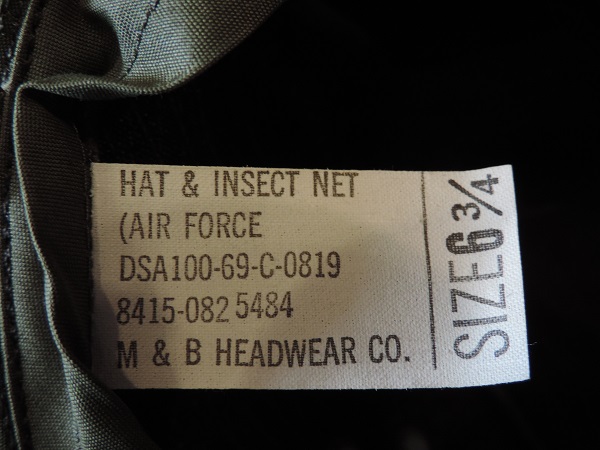 HAT & INSECT NET
(AIR FORCE
DSA100-69-C-0819
8415-082 5484
M & B HEADWEAR CO.
SIZE 6 3/4